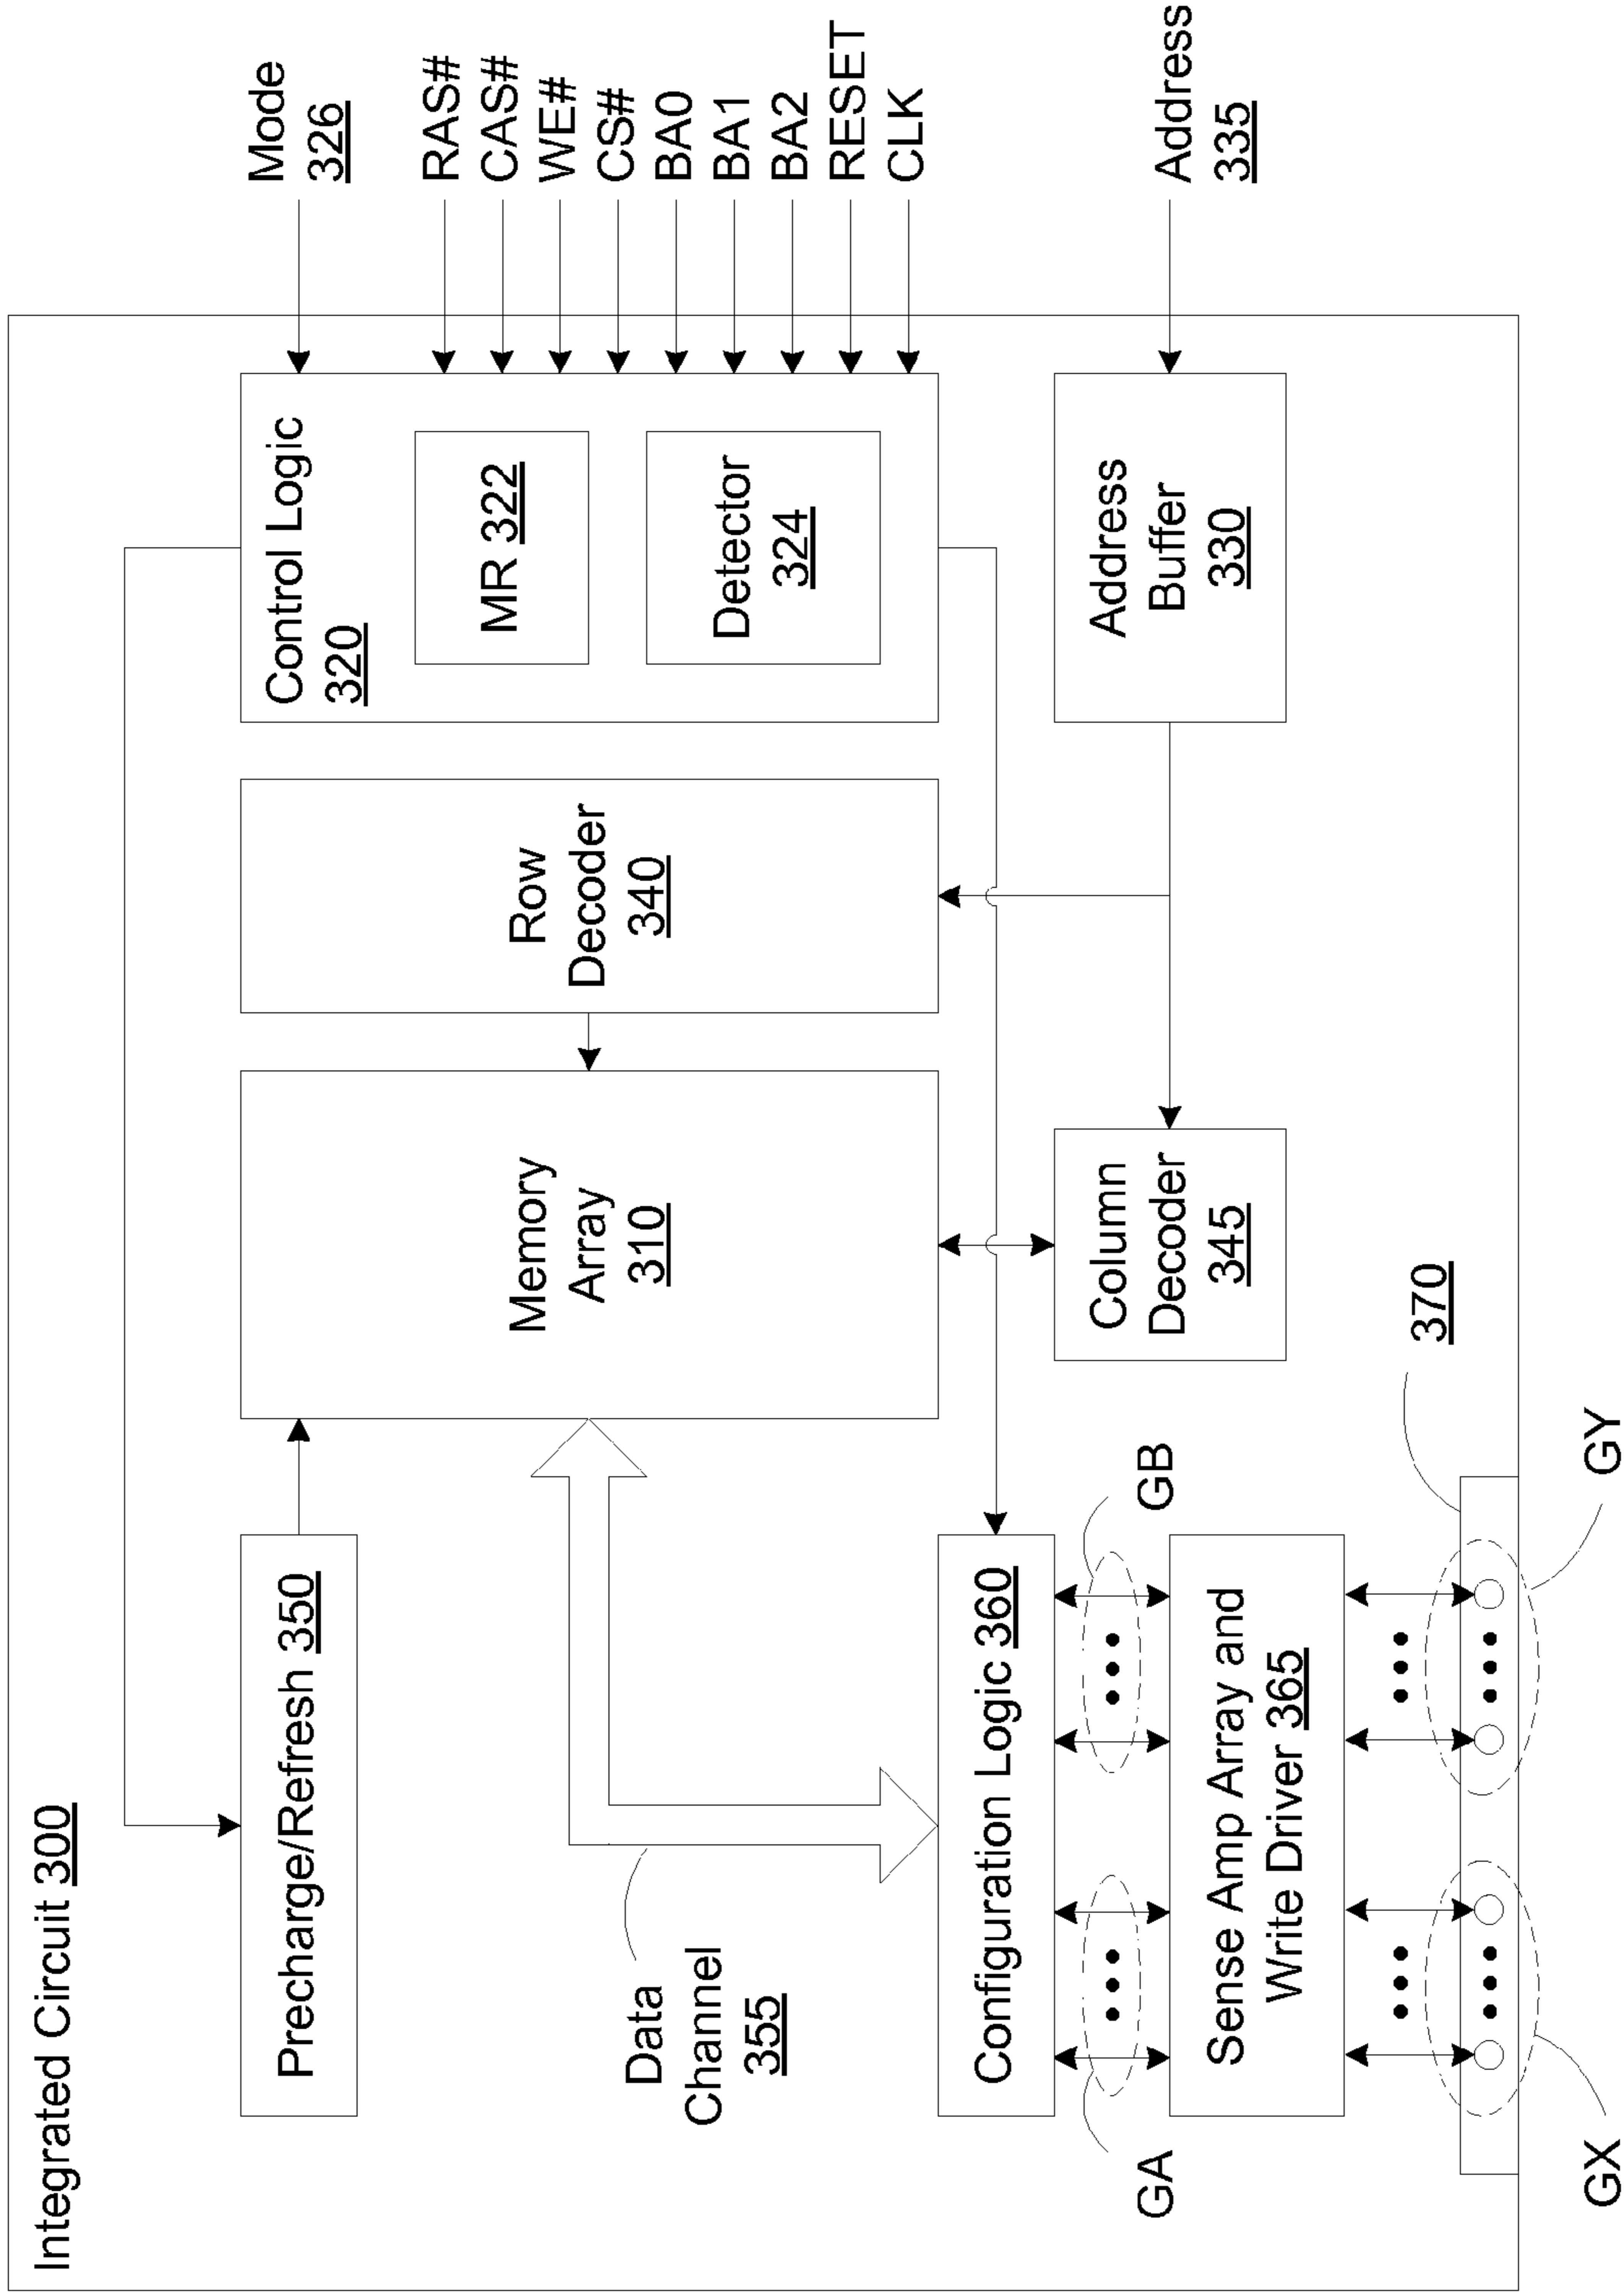 Integrated Circuit 300
Precharge/Refresh 350
Memory
Array
310
Row
Decoder
340
Control Logic
320
MR 322
Detector
324
Mode
326
RAS#
CAS#
WE#
CS#
BA0
BA1
BA2
RESET
CLK
Data
Channel
355
Configuration Logic 360
GA
GB
Sense Amp Array and
Write Driver 365
Column
Decoder
345
Address
Buffer
330
Address
335
370
GX
GY